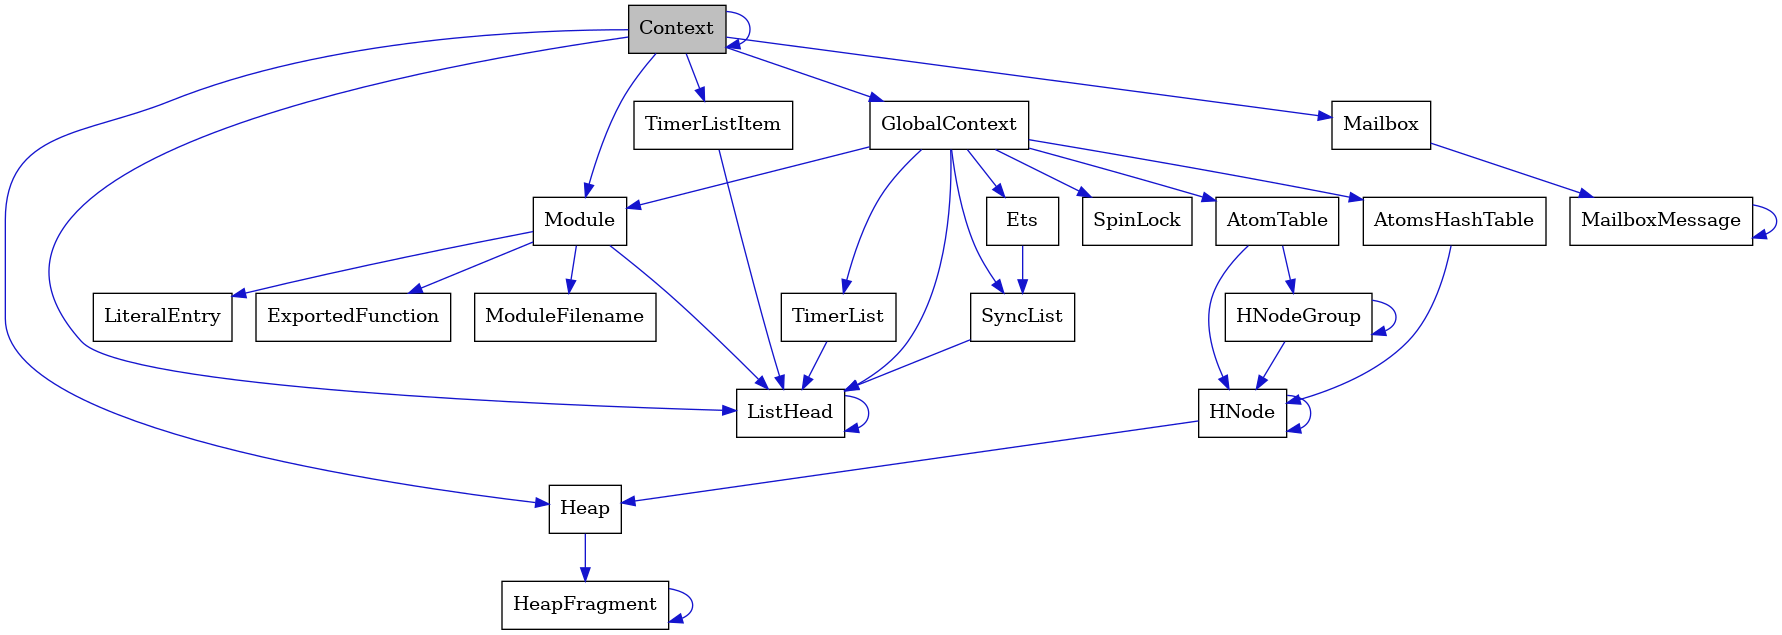 Context
TimerListItem
GlobalContext
Mailbox
Module
Ets
SpinLock
AtomTable
AtomsHashTable
MailboxMessage
LiteralEntry
ExportedFunction
ModuleFilename
TimerList
SyncList
HNodeGroup
ListHead
HNode
Heap
HeapFragment